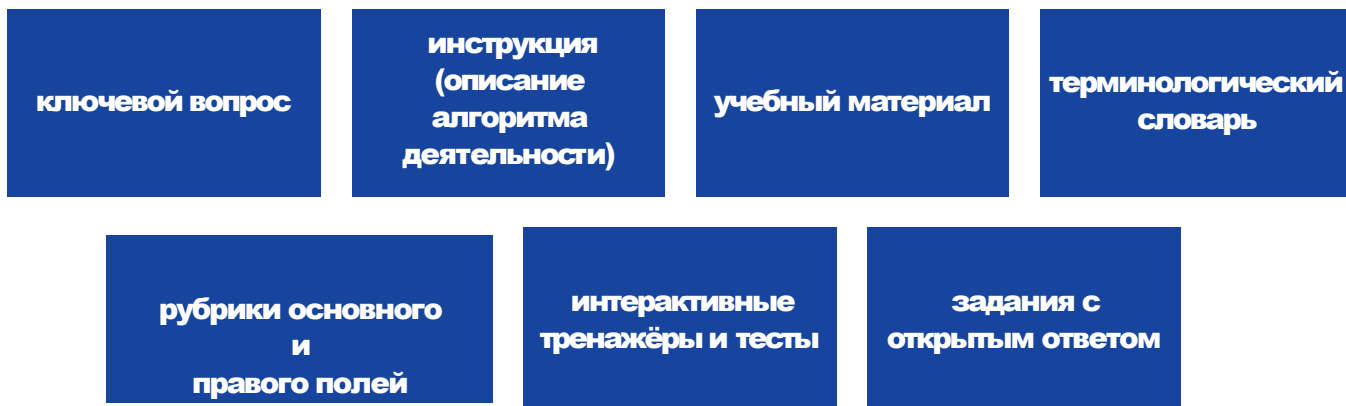 ключевой вопрос
инструкция
(описание
алгоритма
деятельности)
учебный материал
терминологический
словарь
рубрики основного
и
правого полей
интерактивные
тренажёры и тесты
задания с
открытым ответом